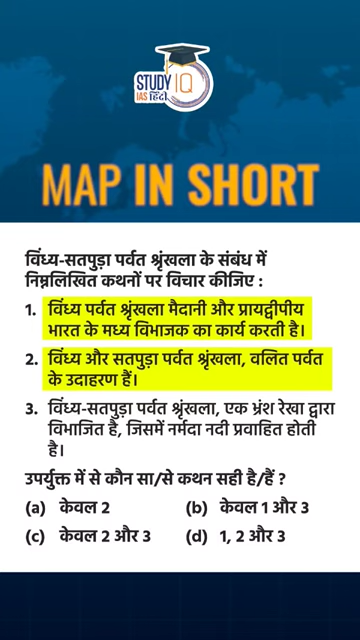 STUDY IQ
IAS हिंदी
MAP IN SHORT
विंध्य-सतपुड़ा पर्वत श्रृंखला के संबंध में
निम्नलिखित कथनों पर विचार कीजिए :
1. विंध्य पर्वत श्रृंखला मैदानी और प्रायद्वीपीय
भारत के मध्य विभाजक का कार्य करती है।
2. विंध्य और सतपुड़ा पर्वत श्रृंखला, वलित पर्वत
के उदाहरण हैं।
3. विंध्य-सतपुड़ा पर्वत श्रृंखला, एक भ्रंश रेखा द्वारा
विभाजित है, जिसमें नर्मदा नदी प्रवाहित होती
है।
उपर्युक्त में से कौन सा/से कथन सही है/हैं ?
(a) केवल 2 (b) केवल 1 और 3
(c) केवल 2 और 3 (d) 1, 2 और 3